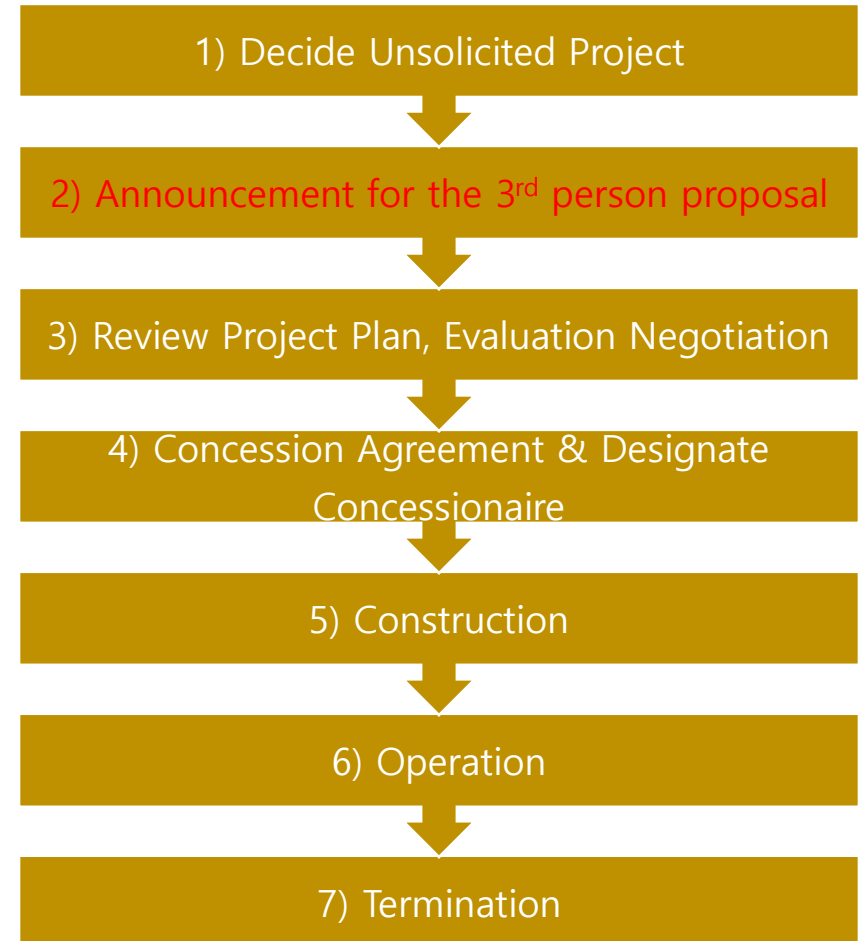 1) Decide Unsolicited Project
2) Announcement for the 3rd person proposal
3) Review Project Plan, Evaluation Negotiation
4) Concession Agreement & Designate
Concessionaire
5) Construction
6) Operation
7) Termination